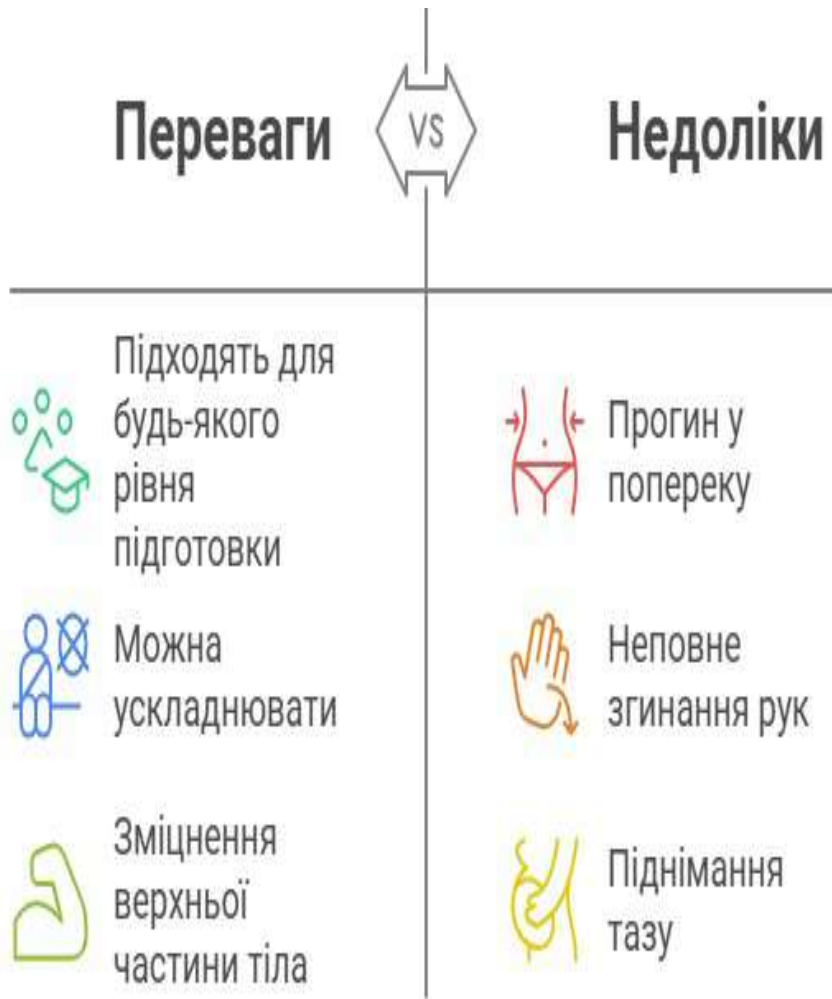 Переваги
VS
Недоліки
Підходять для
будь-якого
рівня
підготовки
Можна
ускладнювати
Зміцнення
верхньої
частини тіла
Прогин у
попереку
Неповне
згинання рук
Піднімання
тазу